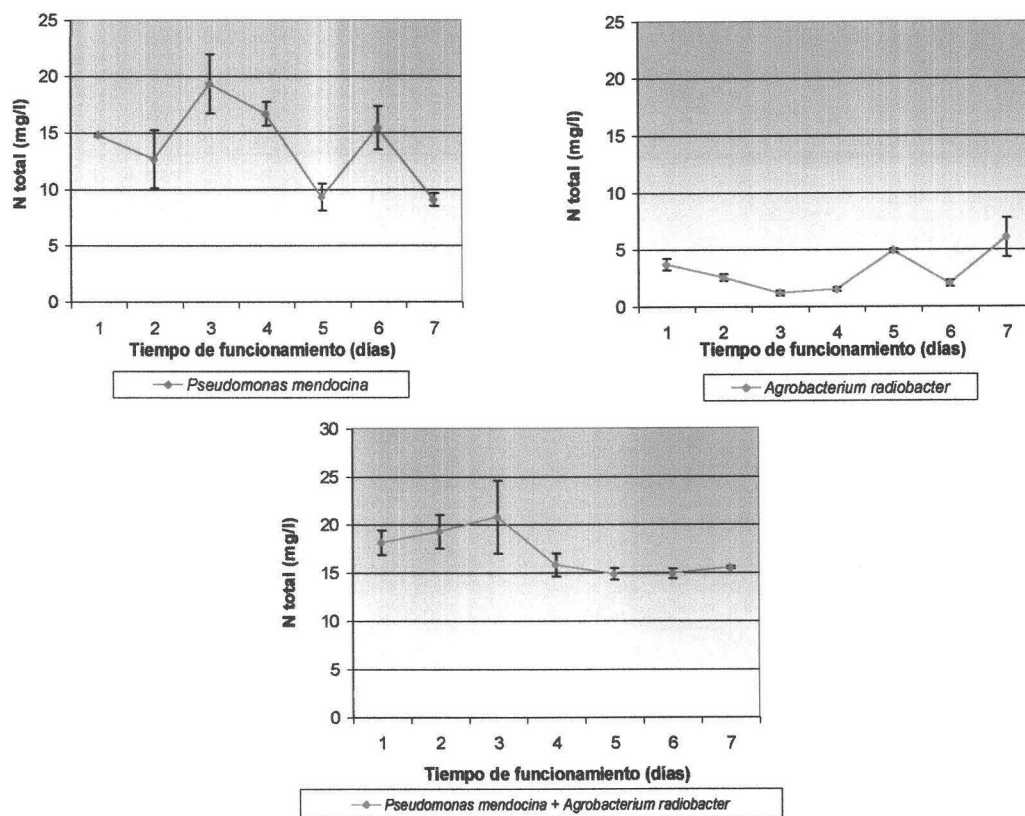 25
20
15
10
5
0
N total (mg/l)
1 2 3 4 5 6 7
Tiempo de funcionamiento (días)
Pseudomonas mendocina
25
20
15
10
5
0
N total (mg/l)
1 2 3 4 5 6 7
Tiempo de funcionamiento (días)
Agrobacterium radiobacter
30
25
20
15
10
5
0
N total (mg/l)
1 2 3 4 5 6 7
Tiempo de funcionamiento (días)
Pseudomonas mendocina + Agrobacterium radiobacter